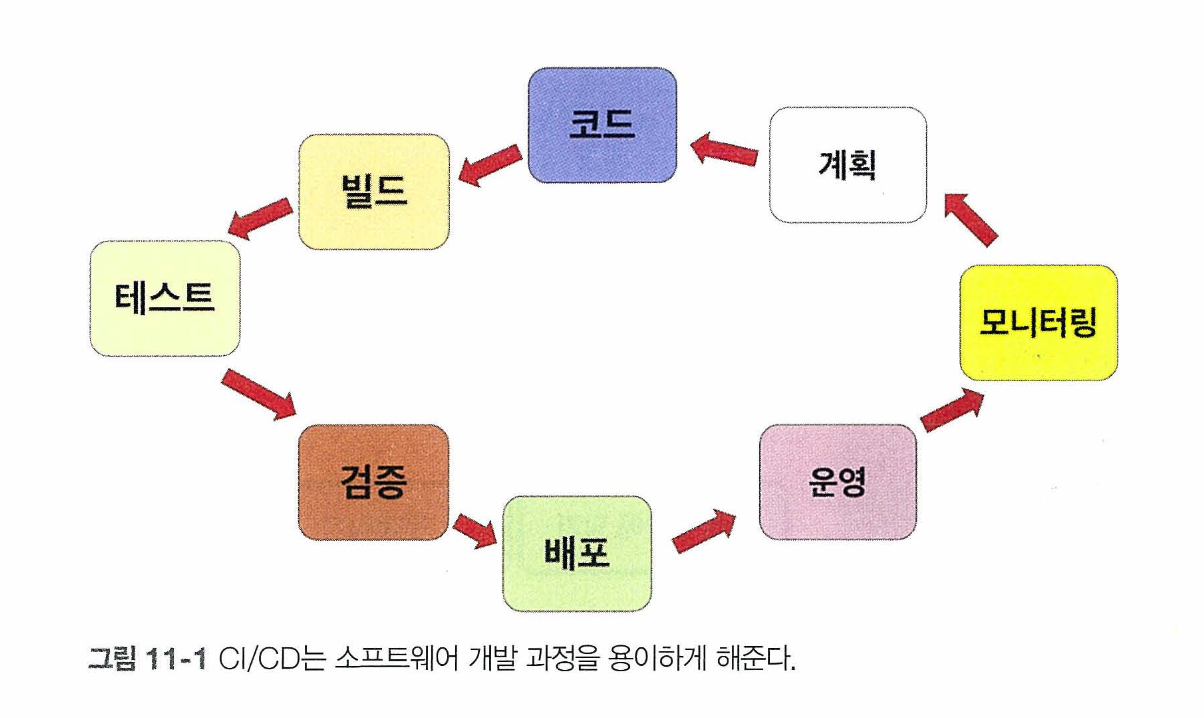 코드
계획
빌드
테스트
모니터링
검증
운영
배포
그림 11-1 CI/CD는 소프트웨어 개발 과정을 용이하게 해준다.